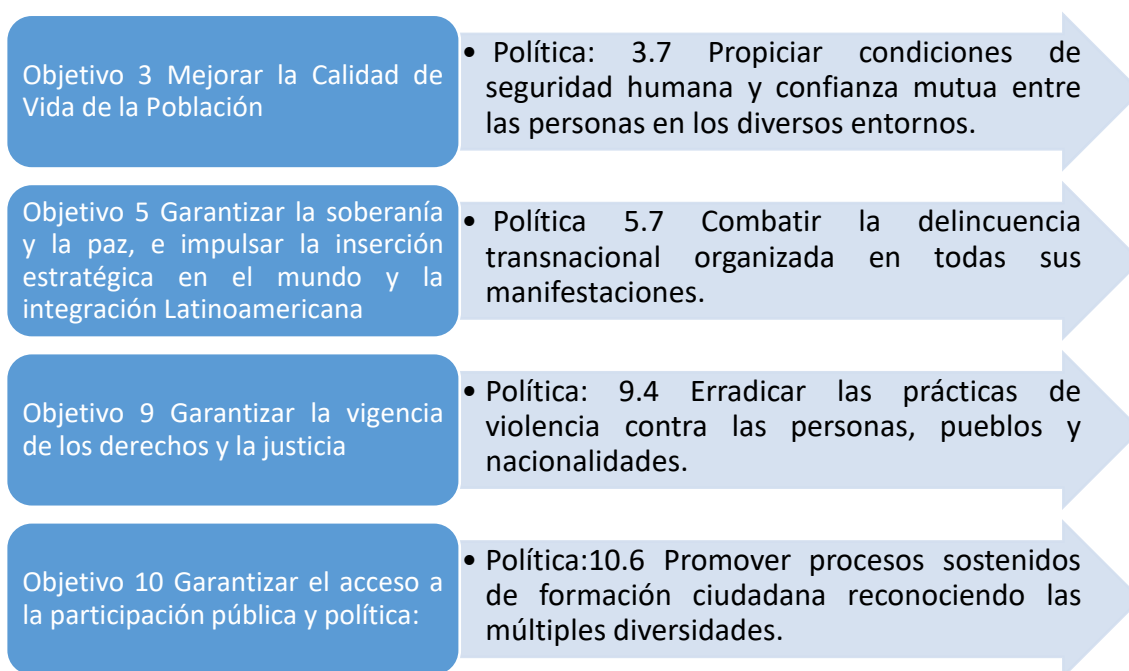 Objetivo 3 Mejorar la Calidad de
Vida de la Población
• Política: 3.7 Propiciar condiciones de
seguridad humana y confianza mutua entre
las personas en los diversos entornos.
Objetivo 5 Garantizar la soberanía
y la paz, e impulsar la inserción
estratégica en el mundo y la
integración Latinoamericana
• Política 5.7 Combatir la delincuencia
transnacional organizada en todas sus
manifestaciones.
Objetivo 9 Garantizar la vigencia
de los derechos y la justicia
• Política: 9.4 Erradicar las prácticas de
violencia contra las personas, pueblos y
nacionalidades.
Objetivo 10 Garantizar el acceso a
la participación pública y política:
• Política:10.6 Promover procesos sostenidos
de formación ciudadana reconociendo las
múltiples diversidades.